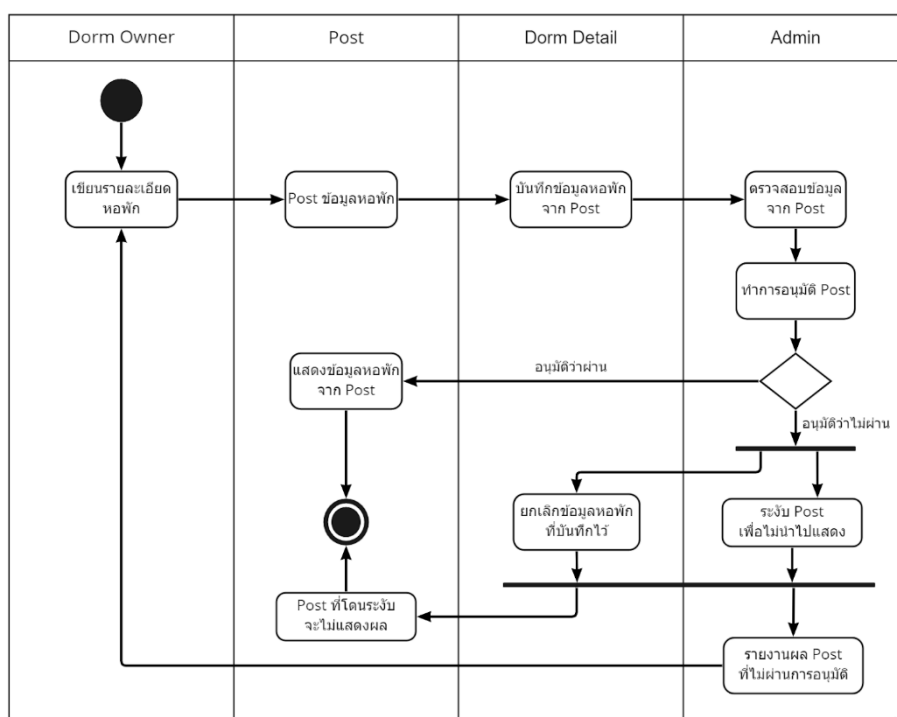 Dorm Owner
Post
Dorm Detail
Admin
เขียนรายละเอียด
หอพัก
Post ข้อมูลหอพัก
บันทึกข้อมูลหอพัก
จาก Post
ตรวจสอบข้อมูล
จาก Post
ทำการอนุมัติ Post
แสดงข้อมูลหอพัก
จาก Post
อนุมัติว่าผ่าน
อนุมัติว่าไม่ผ่าน
ยกเลิกข้อมูลหอพัก
ที่บันทึกไว้
ระงับ Post
เพื่อไม่นำไปแสดง
Post ที่โดนระงับ
จะไม่แสดงผล
รายงานผล Post
ที่ไม่ผ่านการอนุมัติ